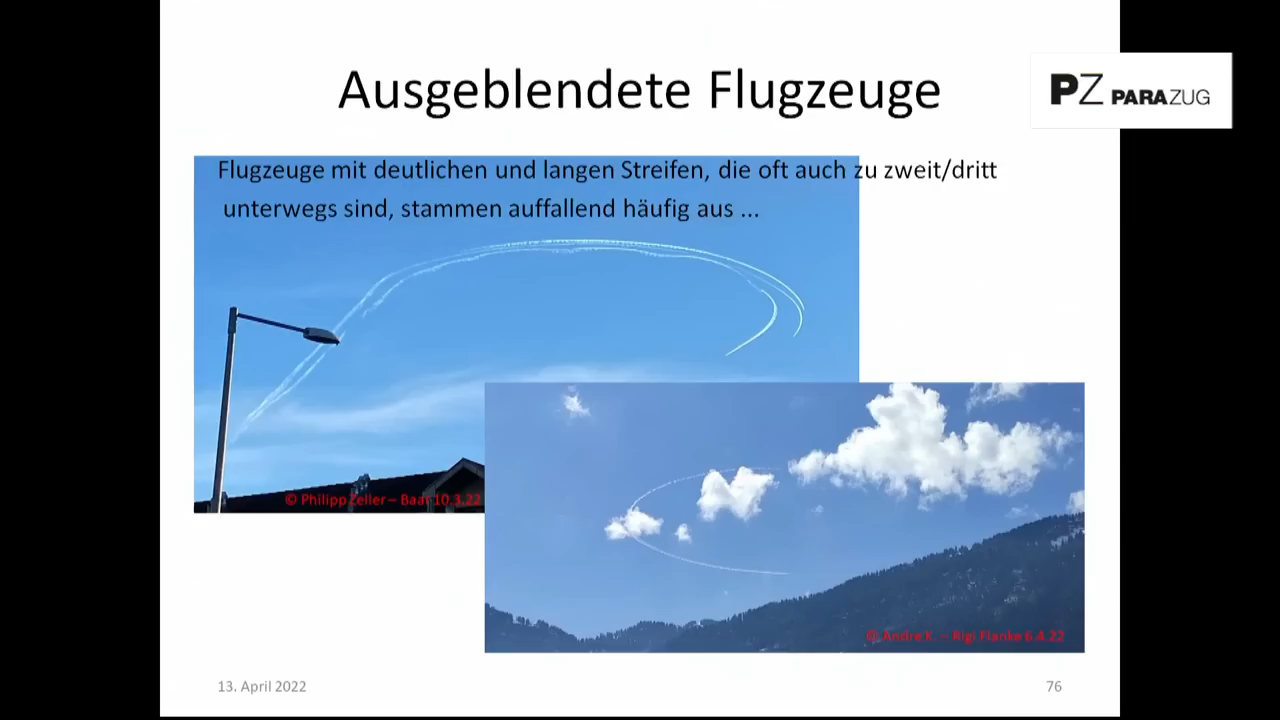 Ausgeblendete Flugzeuge
PZ PARAZUG
Flugzeuge mit deutlichen und langen Streifen, die oft auch zu zweit/dritt
unterwegs sind, stammen auffallend häufig aus ...
© Philipp Zeller – Baar 10.3.22
© Andre K. – Rigi Flanke 6.4.22
13. April 2022
76